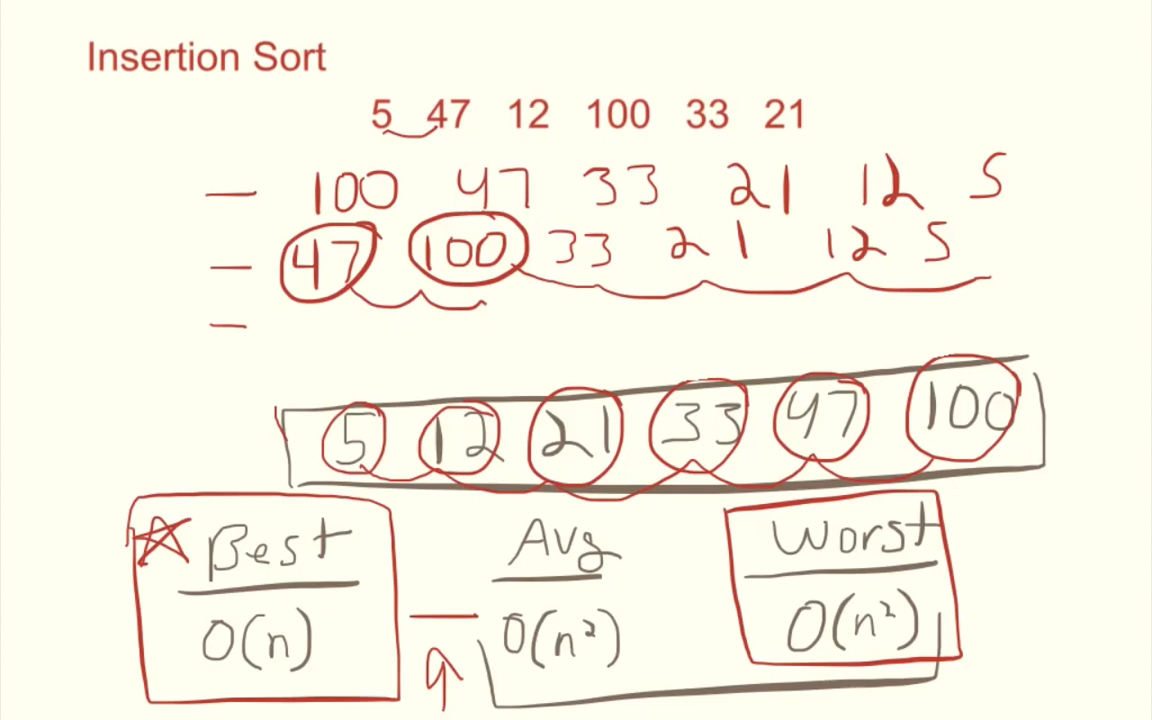 Insertion Sort
5 47 12 100 33 21
— 100 47 33 21 12 5
— 47 100 33 21 12 5
—
5 12 21 33 47 100
Best Avg Worst
O(n) — O(n²) O(n²)